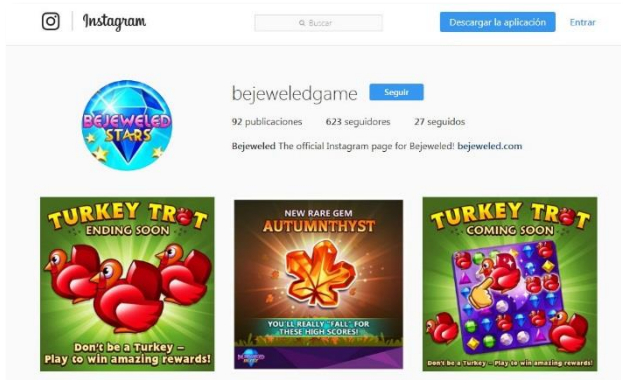 Instagram
Buscar
Descargar la aplicación
Entrar
BEJEWELED
STARS
bejeweledgame
Seguir
92 publicaciones 623 seguidores 27 seguidos
Bejeweled The official Instagram page for Bejeweled! bejeweled.com
TURKEY TROT
ENDING SOON
Don't be a Turkey –
Play to win amazing rewards!
NEW RARE GEM
AUTUMNTHYST
YOU'LL REALLY "FALL" FOR
THESE HIGH SCORES!
TURKEY TROT
COMING SOON
Don't be a Turkey – Play to win amazing rewards!